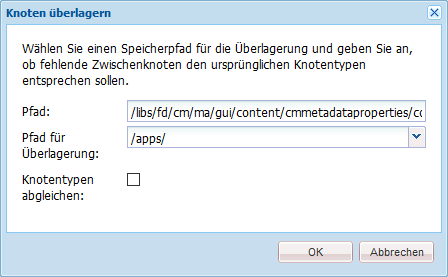 Knoten überlagern
Wählen Sie einen Speicherpfad für die Überlagerung und geben Sie an,
ob fehlende Zwischenknoten den ursprünglichen Knotentypen
entsprechen sollen.
Pfad: /libs/fd/cm/ma/gui/content/cmmetadataproperties/co
Pfad für
Überlagerung: /apps/
Knotentypen
abgleichen:
OK Abbrechen